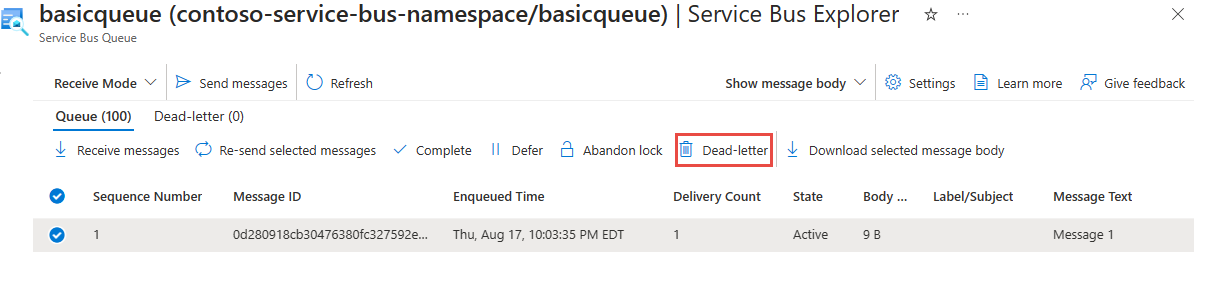 basicqueue (contoso-service-bus-namespace/basicqueue) | Service Bus Explorer
Service Bus Queue
Receive Mode Send messages Refresh Show message body Settings Learn more Give feedback
Queue (100) Dead-letter (0)
Receive messages Re-send selected messages Complete Defer Abandon lock Dead-letter Download selected message body
Sequence Number Message ID Enqueued Time Delivery Count State Body ... Label/Subject Message Text
1 0d280918cb30476380fc327592e... Thu, Aug 17, 10:03:35 PM EDT 1 Active 9 B Message 1